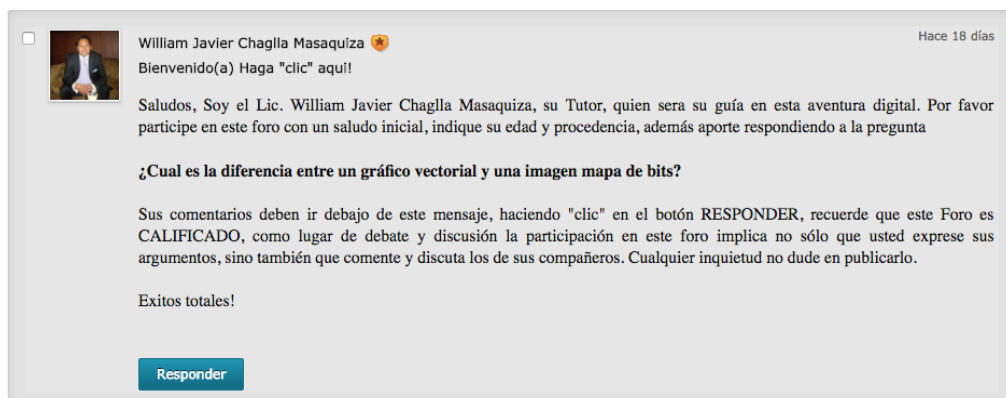 Hace 18 días
William Javier Chaglla Masaquiza
Bienvenido(a) Haga "clic" aqui!
Saludos, Soy el Lic. William Javier Chaglla Masaquiza, su Tutor, quien sera su guía en esta aventura digital. Por favor
participe en este foro con un saludo inicial, indique su edad y procedencia, además aporte respondiendo a la pregunta
¿Cual es la diferencia entre un gráfico vectorial y una imagen mapa de bits?
Sus comentarios deben ir debajo de este mensaje, haciendo "clic" en el botón RESPONDER, recuerde que este Foro es
CALIFICADO, como lugar de debate y discusión la participación en este foro implica no sólo que usted exprese sus
argumentos, sino también que comente y discuta los de sus compañeros. Cualquier inquietud no dude en publicarlo.
Exitos totales!
Responder